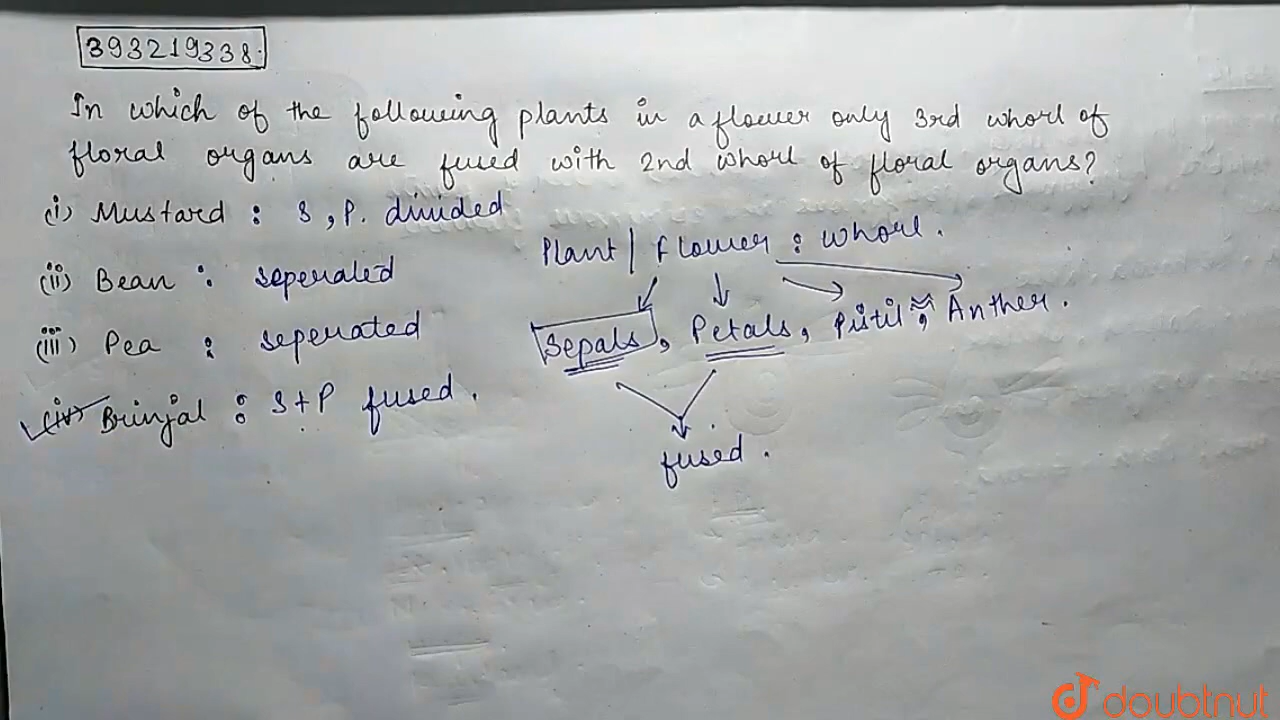 393219338.
In which of the following plants in a flower only 3rd whorl of
floral organs are fused with 2nd whorl of floral organs?
(i) Mustard : S, P. divided
(ii) Bean : seperated
(iii) Pea : seperated
(iv) Brinjal : S + P fused.
Plant / flower : whorl.
Sepals, Petals, Pistil, Anther.
fused.
doubtnut